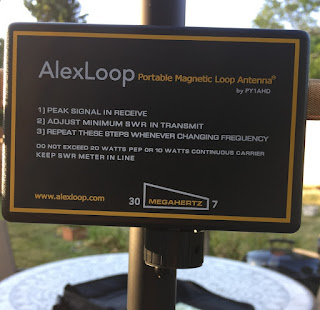 AlexLoop Portable Magnetic Loop Antenna®
by PY1AHD
1) PEAK SIGNAL IN RECEIVE
2) ADJUST MINIMUM SWR IN TRANSMIT
3) REPEAT THESE STEPS WHENEVER CHANGING FREQUENCY
DO NOT EXCEED 20 WATTS PEP OR 10 WATTS CONTINUOUS CARRIER
KEEP SWR METER IN LINE
www.alexloop.com 30 MEGAHERTZ 7